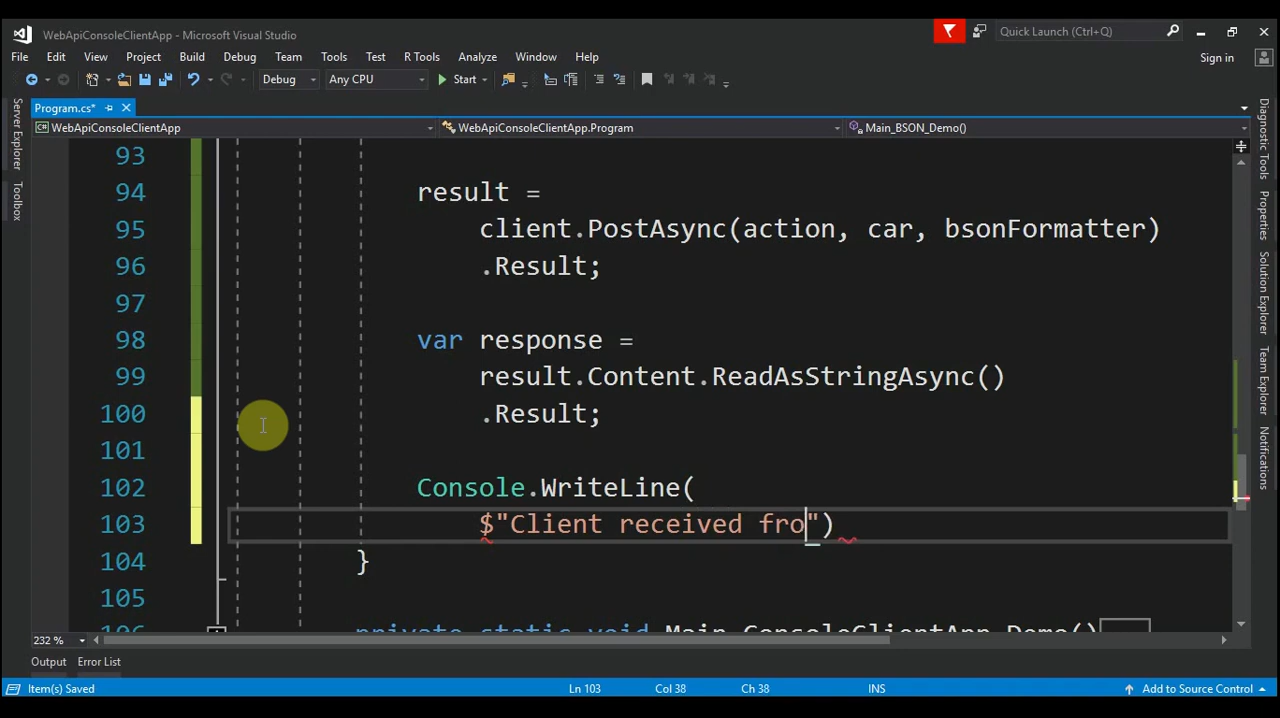 WebApiConsoleClientApp - Microsoft Visual Studio
Quick Launch (Ctrl+Q)
File Edit View Project Build Debug Team Tools Test R Tools Analyze Window Help
Sign in
Debug Any CPU Start
Program.cs*
WebApiConsoleClientApp WebApiConsoleClientApp.Program Main_BSON_Demo()
Server Explorer
Toolbox
93
94 result =
95 client.PostAsync(action, car, bsonFormatter)
96 .Result;
97
98 var response =
99 result.Content.ReadAsStringAsync()
100 .Result;
101
102 Console.WriteLine(
103 $"Client received fro")
104 }
105
Diagnostic Tools
Properties
Solution Explorer
Team Explorer
Notifications
232 %
Output Error List
Item(s) Saved Ln 103 Col 38 Ch 38 INS Add to Source Control